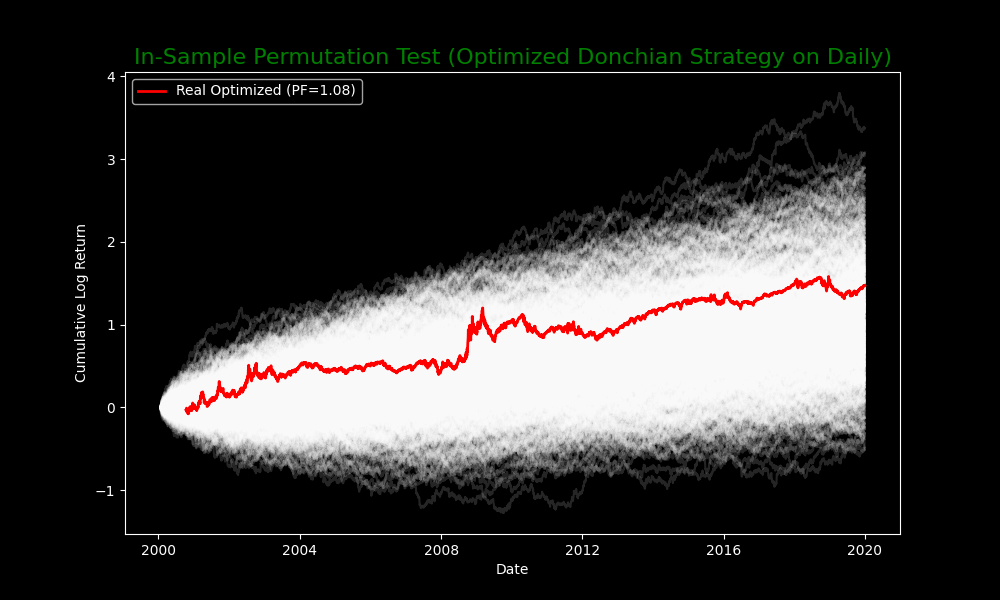 In-Sample Permutation Test (Optimized Donchian Strategy on Daily)
Real Optimized (PF=1.08)
4
3
2
1
0
−1
Cumulative Log Return
2000 2004 2008 2012 2016 2020
Date